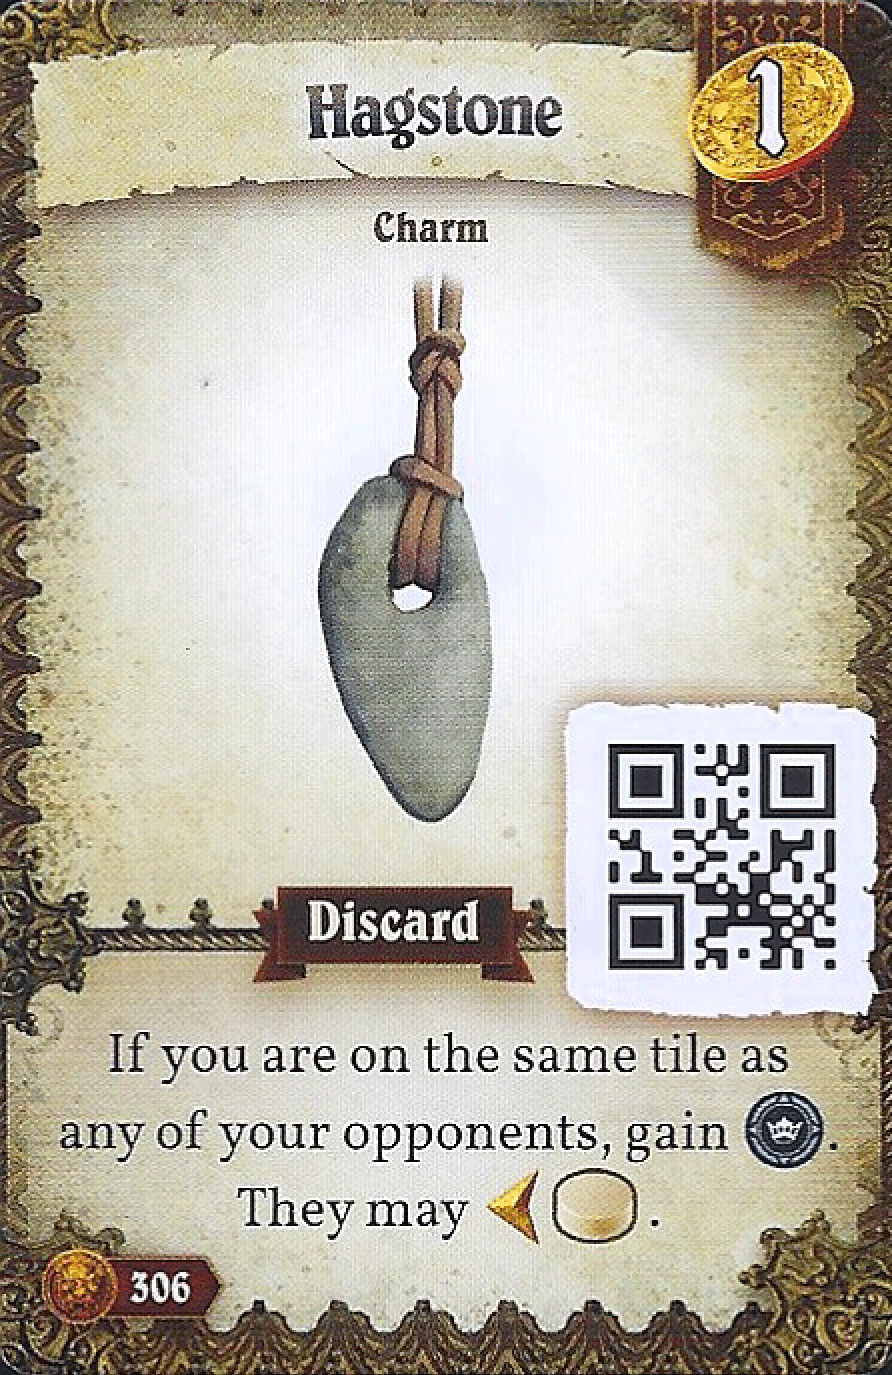 Hagstone
1
Charm
Discard
If you are on the same tile as
any of your opponents, gain .
They may .
306